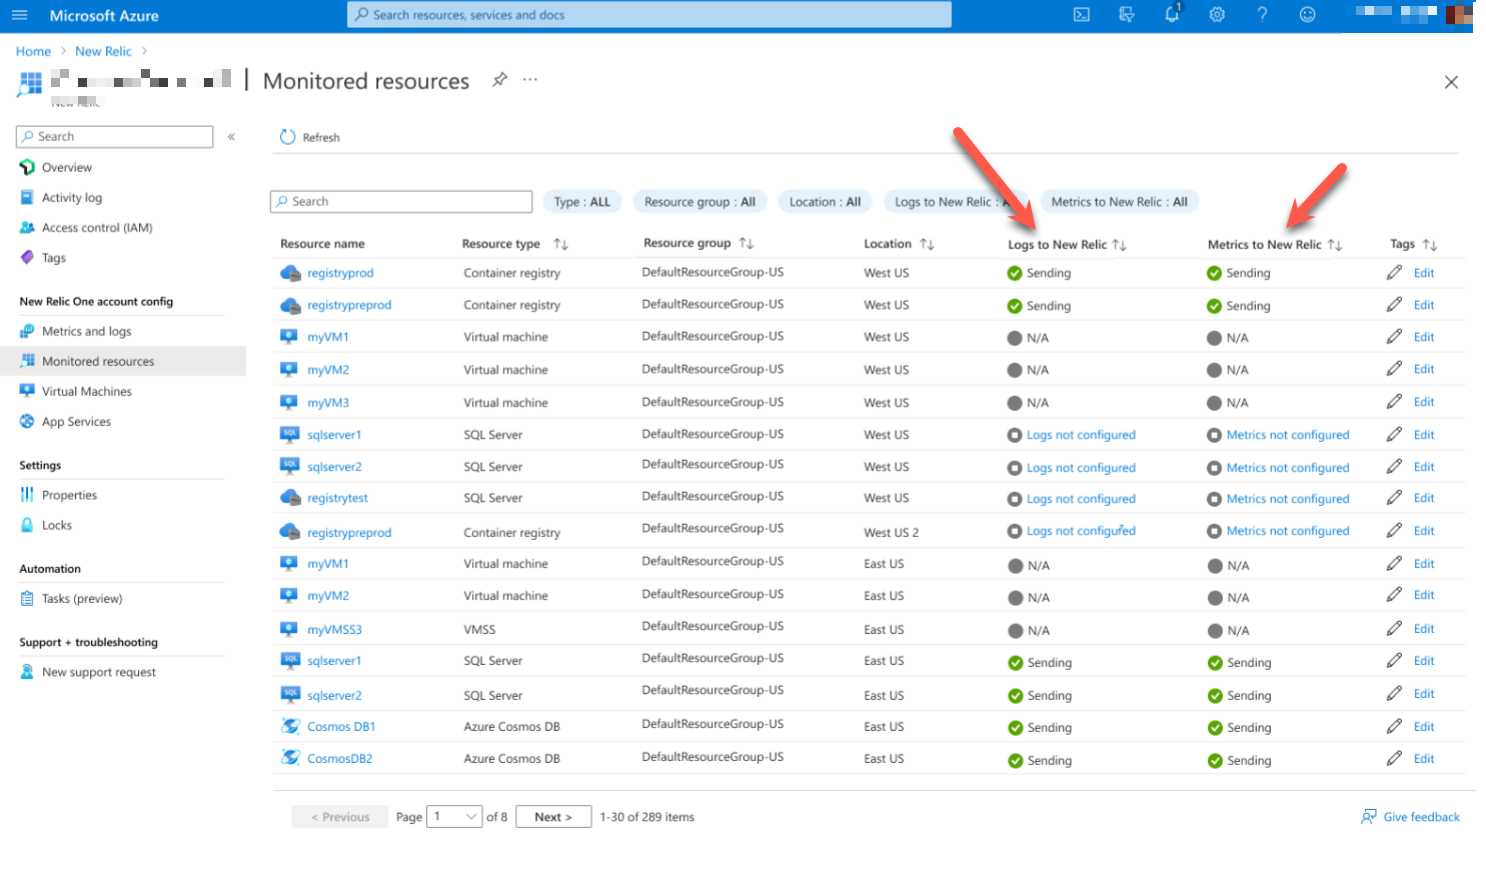 Microsoft Azure
Search resources, services and docs
1
Home > New Relic >
Monitored resources
New Relic
Search
«
Refresh
Overview
Activity log
Access control (IAM)
Tags
New Relic One account config
Metrics and logs
Monitored resources
Virtual Machines
App Services
Settings
Properties
Locks
Automation
Tasks (preview)
Support + troubleshooting
New support request
Search
Type : ALL
Resource group : All
Location : All
Logs to New Relic :
Metrics to New Relic : All
Resource name Resource type ↑↓ Resource group ↑↓ Location ↑↓ Logs to New Relic ↑↓ Metrics to New Relic ↑↓ Tags ↑↓
registryprod Container registry DefaultResourceGroup-US West US Sending Sending Edit
registrypreprod Container registry DefaultResourceGroup-US West US Sending Sending Edit
myVM1 Virtual machine DefaultResourceGroup-US West US N/A N/A Edit
myVM2 Virtual machine DefaultResourceGroup-US West US N/A N/A Edit
myVM3 Virtual machine DefaultResourceGroup-US West US N/A N/A Edit
SQL sqlserver1 SQL Server DefaultResourceGroup-US West US Logs not configured Metrics not configured Edit
SQL sqlserver2 SQL Server DefaultResourceGroup-US West US Logs not configured Metrics not configured Edit
registrytest SQL Server DefaultResourceGroup-US West US Logs not configured Metrics not configured Edit
registrypreprod Container registry DefaultResourceGroup-US West US 2 Logs not configured Metrics not configured Edit
myVM1 Virtual machine DefaultResourceGroup-US East US N/A N/A Edit
myVM2 Virtual machine DefaultResourceGroup-US East US N/A N/A Edit
myVMSS3 VMSS DefaultResourceGroup-US East US N/A N/A Edit
SQL sqlserver1 SQL Server DefaultResourceGroup-US East US Sending Sending Edit
SQL sqlserver2 SQL Server DefaultResourceGroup-US East US Sending Sending Edit
Cosmos DB1 Azure Cosmos DB DefaultResourceGroup-US East US Sending Sending Edit
CosmosDB2 Azure Cosmos DB DefaultResourceGroup-US East US Sending Sending Edit
< Previous Page 1 of 8 Next > 1-30 of 289 items
Give feedback